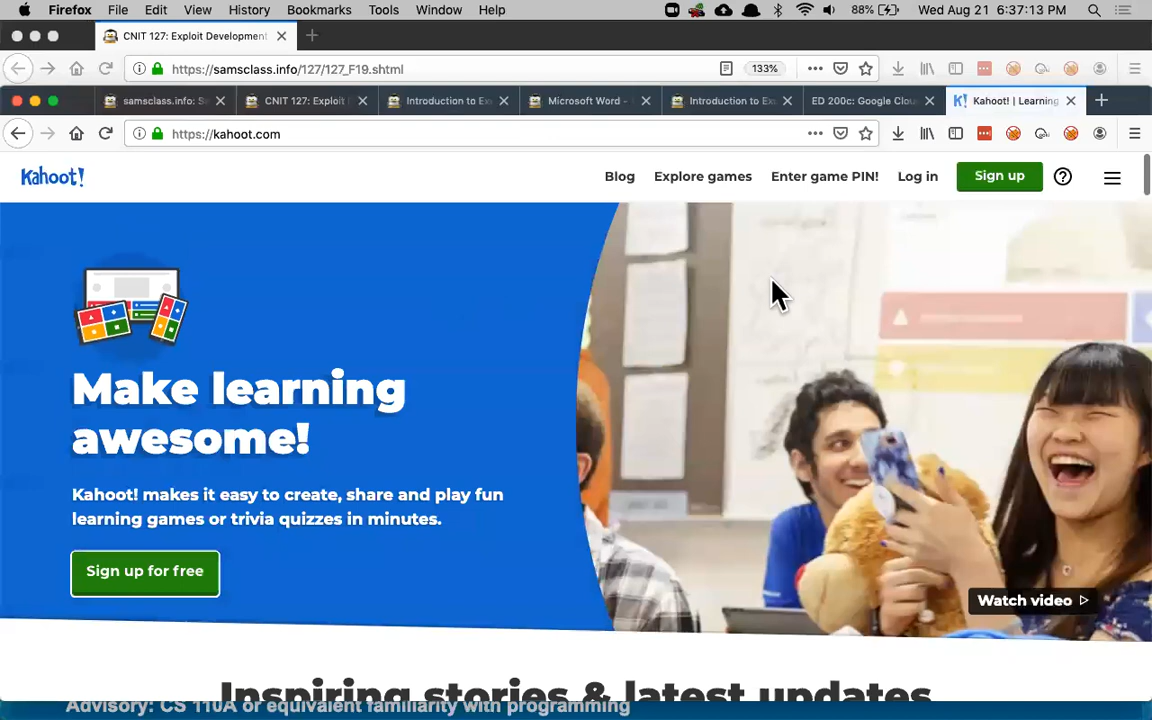 Firefox File Edit View History Bookmarks Tools Window Help 88% Wed Aug 21 6:37:13 PM
CNIT 127: Exploit Development
https://samsclass.info/127/127_F19.shtml 133%
samsclass.info: S CNIT 127: Exploit Introduction to Ex Microsoft Word - Introduction to Ex ED 200c: Google Clou Kahoot! | Learning
https://kahoot.com
Kahoot! Blog Explore games Enter game PIN! Log in Sign up
Make learning
awesome!
Kahoot! makes it easy to create, share and play fun
learning games or trivia quizzes in minutes.
Sign up for free
Watch video
Inspiring stories & latest updates
Advisory: CS 110A or equivalent familiarity with programming